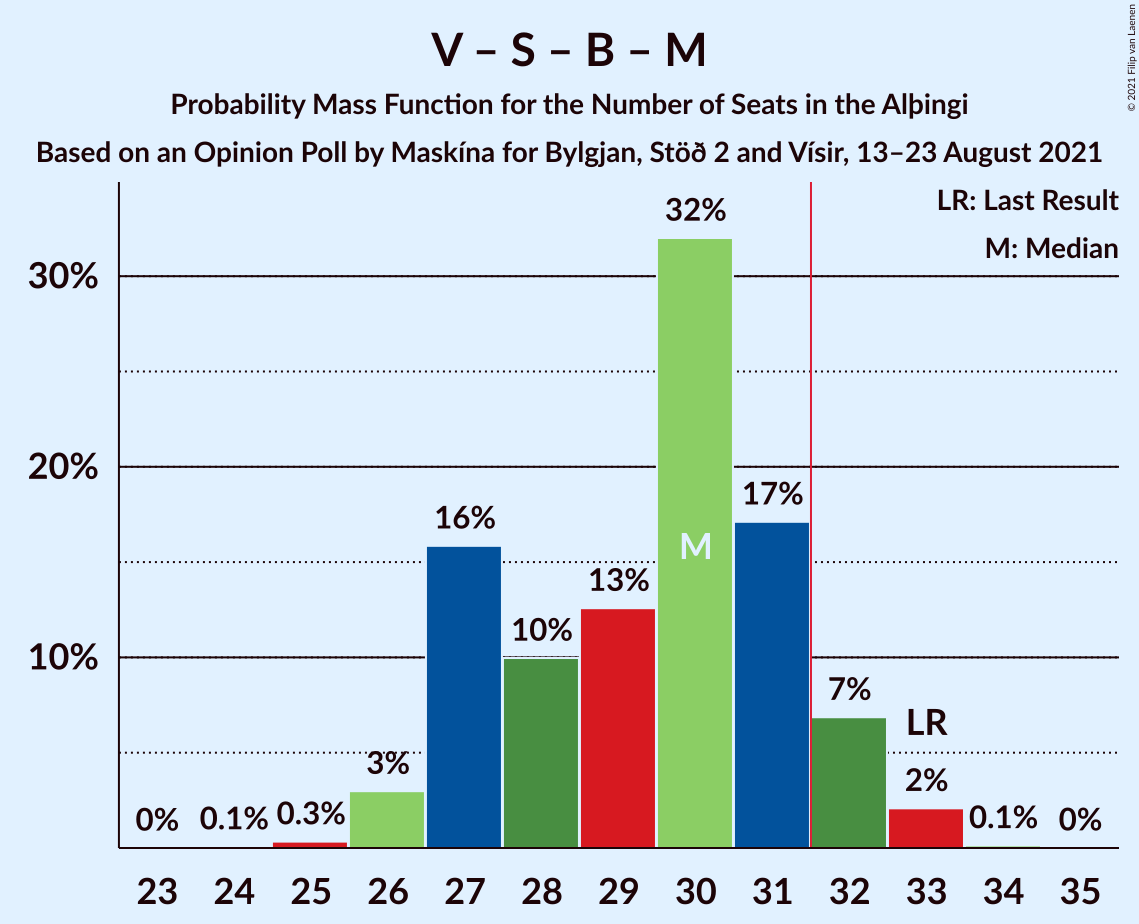 V – S – B – M
Probability Mass Function for the Number of Seats in the Alþingi
Based on an Opinion Poll by Maskína for Bylgjan, Stöð 2 and Vísir, 13–23 August 2021
© 2021 Filip van Laenen
LR: Last Result
M: Median
30%
20%
10%
0%
0.1%
0.3%
3%
16%
10%
13%
32%
M
17%
7%
LR
2%
0.1%
0%
23 24 25 26 27 28 29 30 31 32 33 34 35